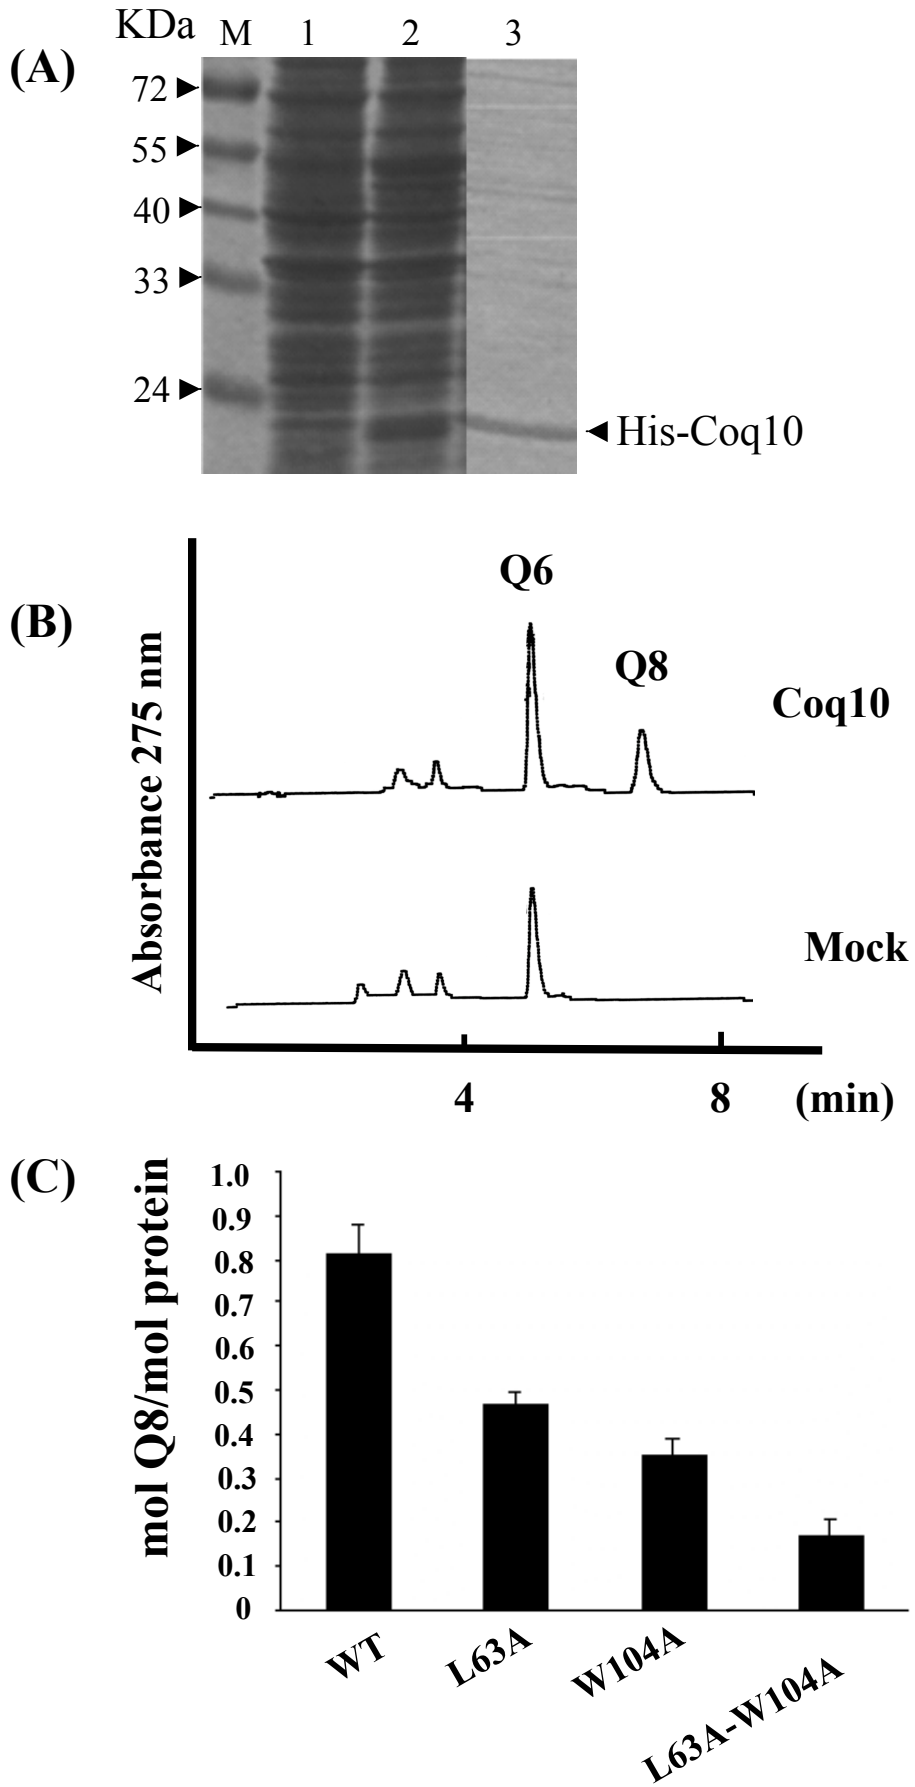 (A)
KDa M 1 2 3
72
55
40
33
24
His-Coq10
(B)
Absorbance 275 nm
Q6
Q8
Coq10
Mock
4 8 (min)
(C)
mol Q8/mol protein
1.0
0.9
0.8
0.7
0.6
0.5
0.4
0.3
0.2
0.1
0
WT L63A W104A L63A-W104A